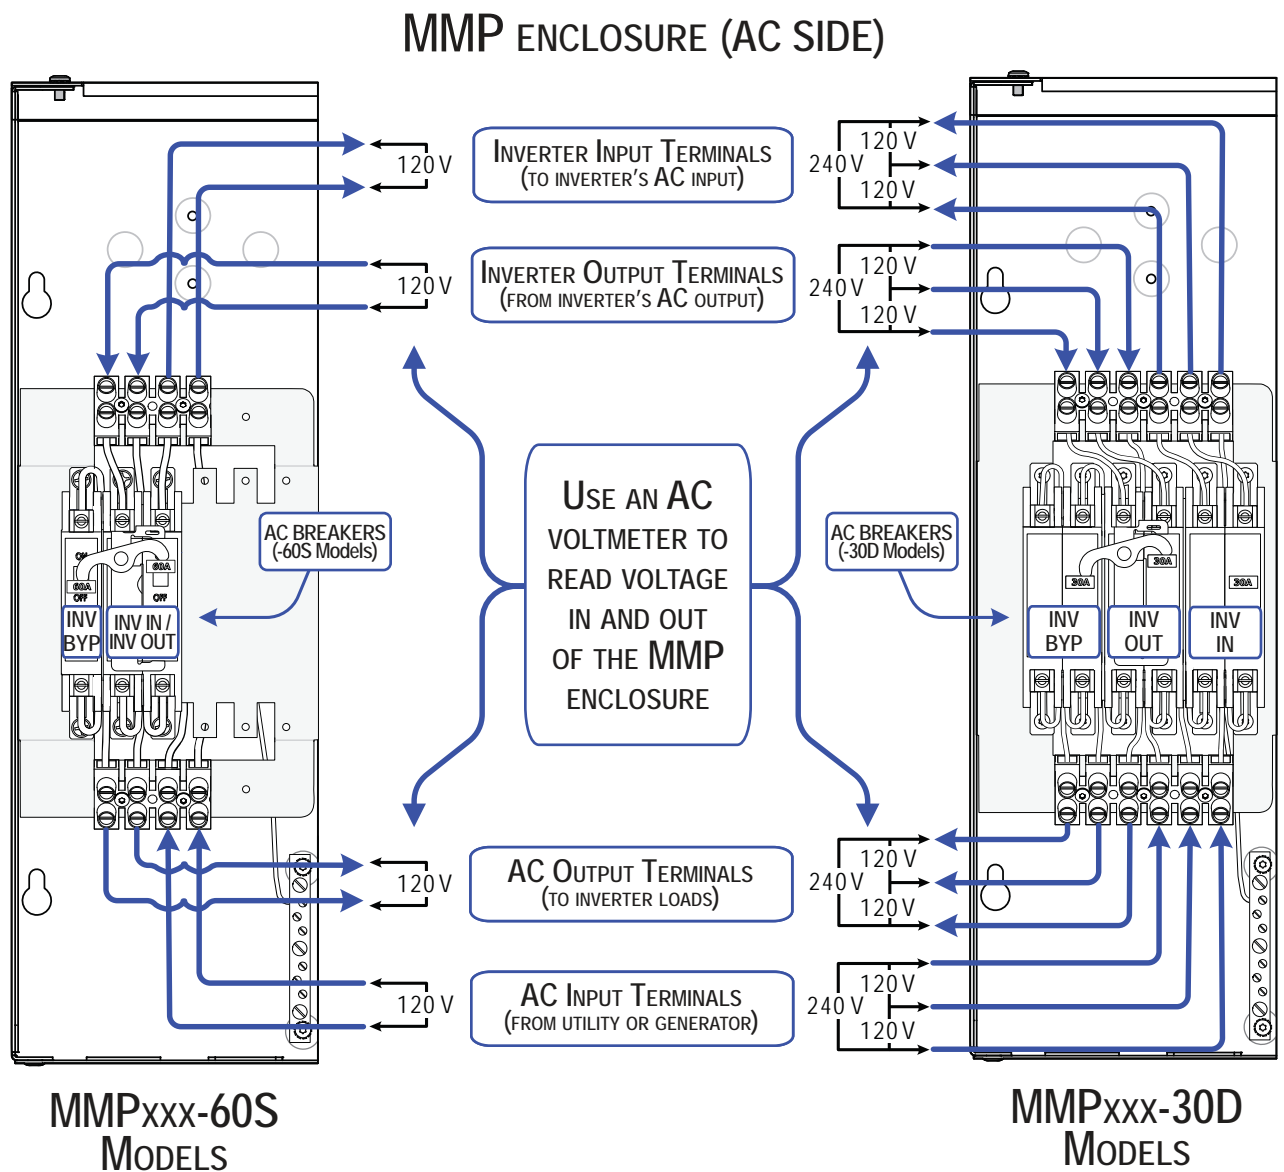 MMP ENCLOSURE (AC SIDE)
120 V
INVERTER INPUT TERMINALS
(TO INVERTER'S AC INPUT)
120 V
240 V
120 V
120 V
INVERTER OUTPUT TERMINALS
(FROM INVERTER'S AC OUTPUT)
120 V
240 V
120 V
USE AN AC
VOLTMETER TO
READ VOLTAGE
IN AND OUT
OF THE MMP
ENCLOSURE
AC BREAKERS
(-60S Models)
AC BREAKERS
(-30D Models)
ON
60A
60A
OFF
OFF
INV
BYP
INV IN /
INV OUT
30A
30A
30A
INV
BYP
INV
OUT
INV
IN
120 V
AC OUTPUT TERMINALS
(TO INVERTER LOADS)
120 V
240 V
120 V
120 V
AC INPUT TERMINALS
(FROM UTILITY OR GENERATOR)
120 V
240 V
120 V
MMPXXX-60S
MODELS
MMPXXX-30D
MODELS